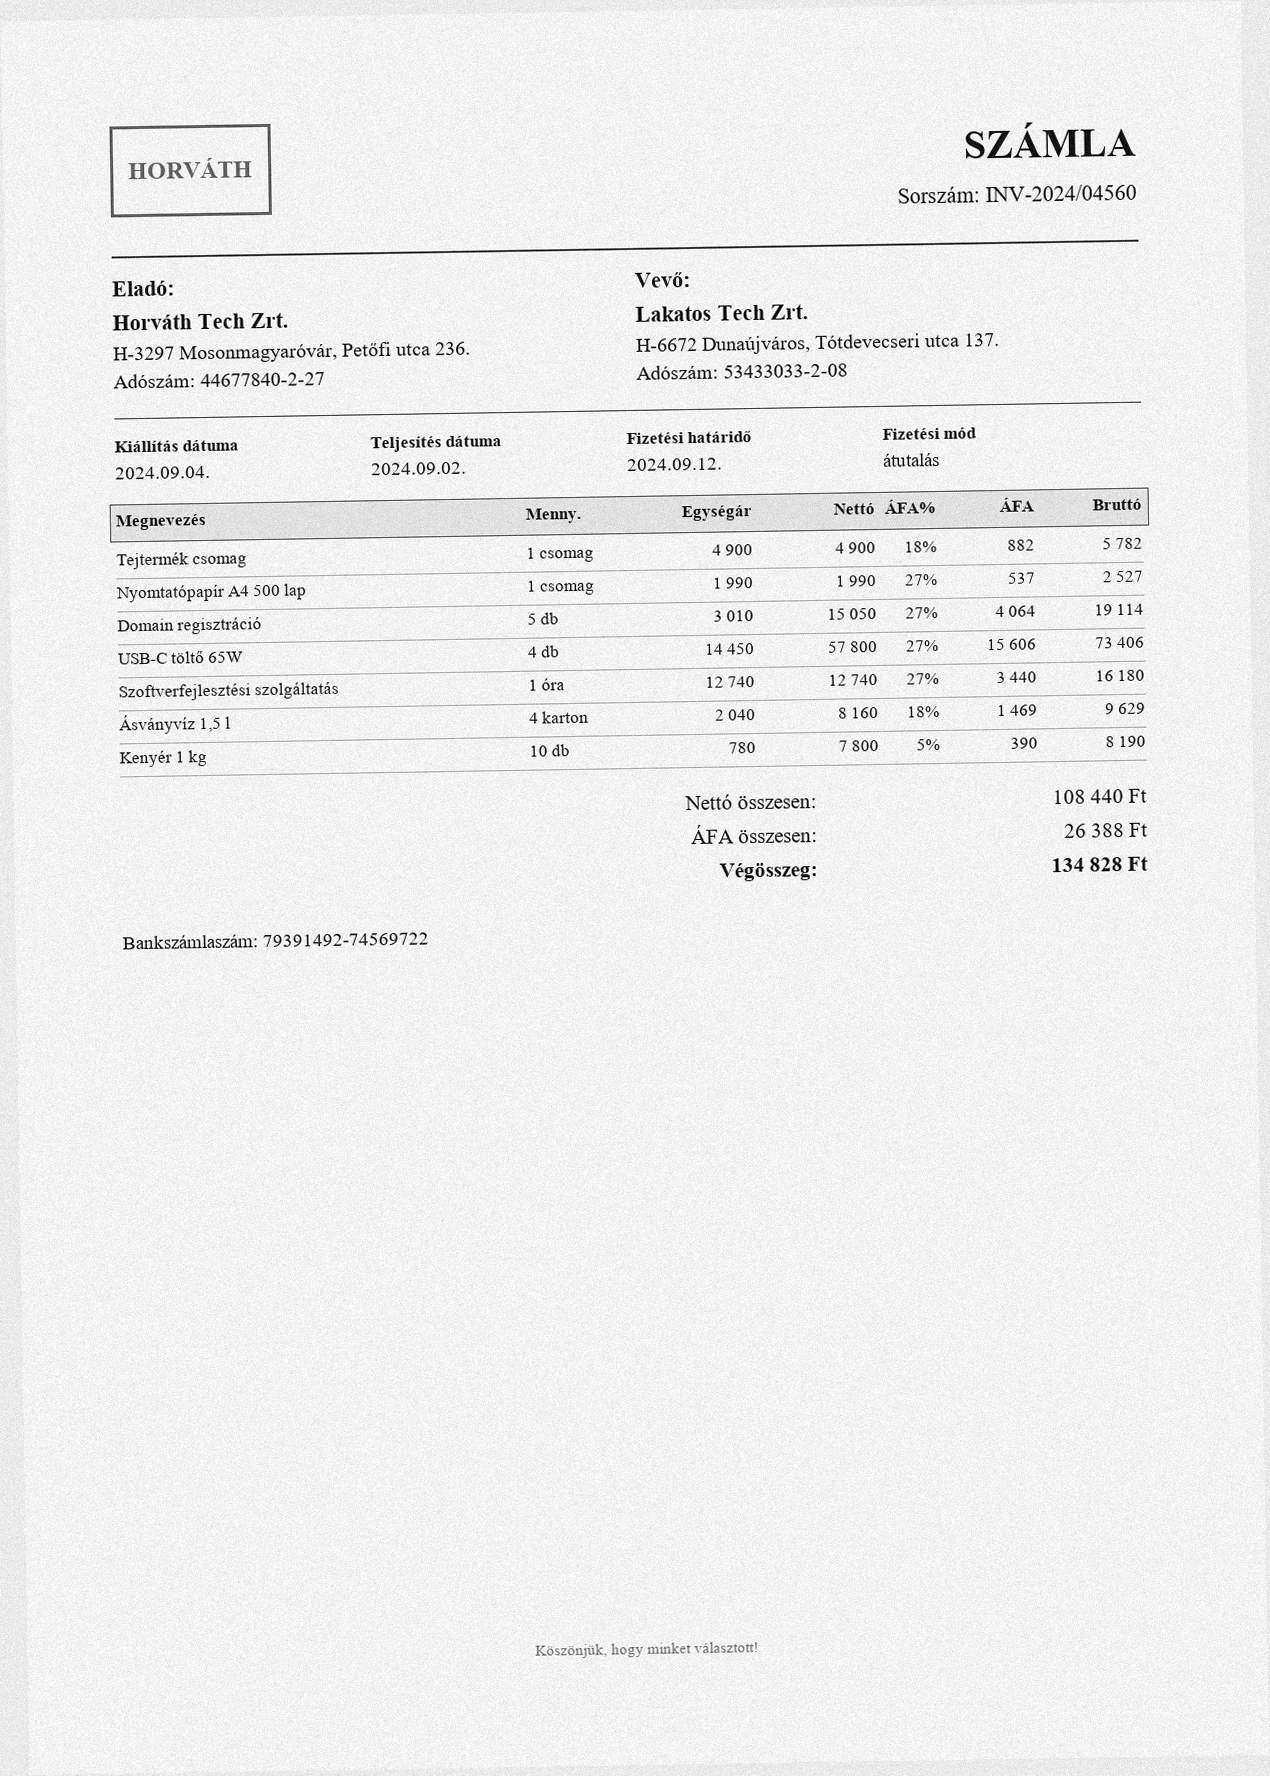 HORVÁTH
SZÁMLA
Sorszám: INV-2024/04560
Eladó:
Horváth Tech Zrt.
H-3297 Mosonmagyaróvár, Petőfi utca 236.
Adószám: 44677840-2-27
Vevő:
Lakatos Tech Zrt.
H-6672 Dunaújváros, Tótdevecseri utca 137.
Adószám: 53433033-2-08
Kiállítás dátuma Teljesítés dátuma Fizetési határidő Fizetési mód
2024.09.04. 2024.09.02. 2024.09.12. átutalás
Megnevezés Menny. Egységár Nettó ÁFA% ÁFA Bruttó
Tejtermék csomag 1 csomag 4 900 4 900 18% 882 5 782
Nyomtatópapír A4 500 lap 1 csomag 1 990 1 990 27% 537 2 527
Domain regisztráció 5 db 3 010 15 050 27% 4 064 19 114
USB-C töltő 65W 4 db 14 450 57 800 27% 15 606 73 406
Szoftverfejlesztési szolgáltatás 1 óra 12 740 12 740 27% 3 440 16 180
Ásványvíz 1,5 l 4 karton 2 040 8 160 18% 1 469 9 629
Kenyér 1 kg 10 db 780 7 800 5% 390 8 190
Nettó összesen: 108 440 Ft
ÁFA összesen: 26 388 Ft
Végösszeg: 134 828 Ft
Bankszámlaszám: 79391492-74569722
Köszönjük, hogy minket választott!